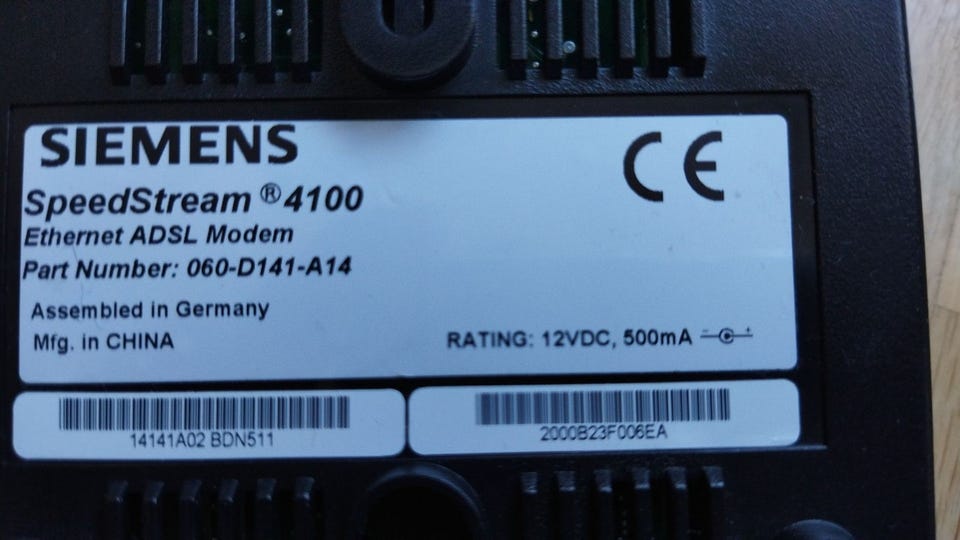 SIEMENS
CE
SpeedStream ® 4100
Ethernet ADSL Modem
Part Number: 060-D141-A14
Assembled in Germany
Mfg. in CHINA
RATING: 12VDC, 500mA - +
14141A02 BDN511
2000B23F006EA